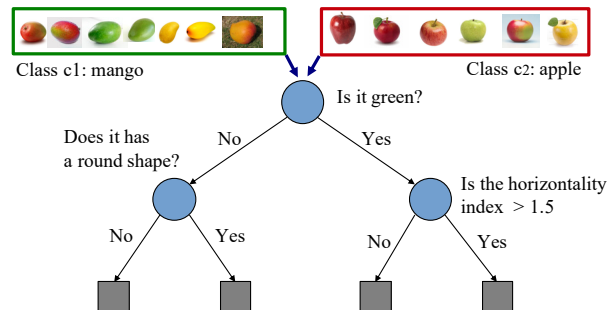 Class c1: mango
Class c2: apple
Is it green?
Does it has
a round shape?
No
Yes
Is the horizontality
index > 1.5
No
Yes
No
Yes